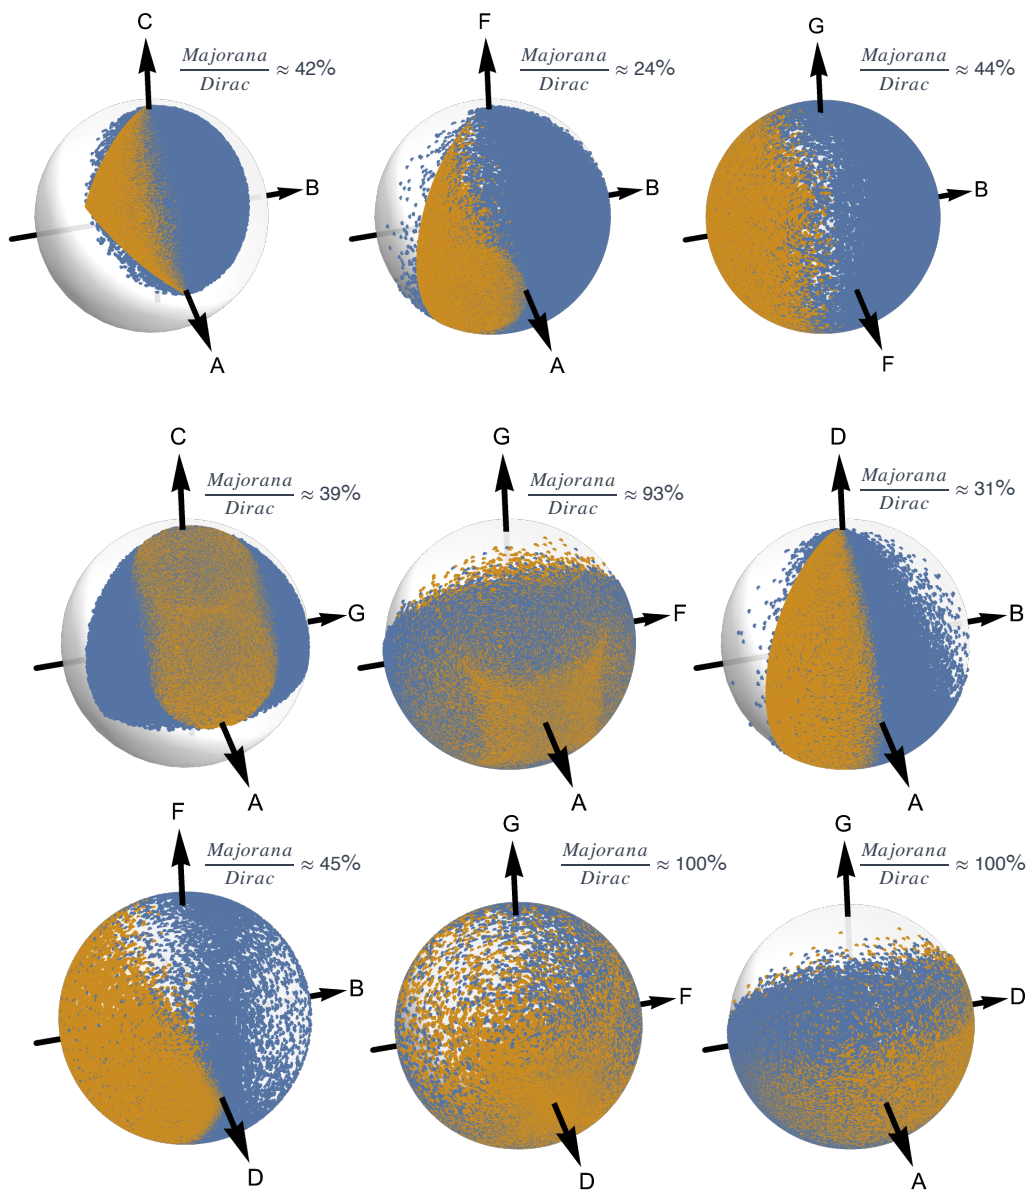 C
Majorana
Dirac
≈ 42%
B
A
F
Majorana
Dirac
≈ 24%
B
A
G
Majorana
Dirac
≈ 44%
B
F
C
Majorana
Dirac
≈ 39%
G
A
G
Majorana
Dirac
≈ 93%
F
A
D
Majorana
Dirac
≈ 31%
B
A
F
Majorana
Dirac
≈ 45%
B
D
G
Majorana
Dirac
≈ 100%
F
D
G
Majorana
Dirac
≈ 100%
D
A